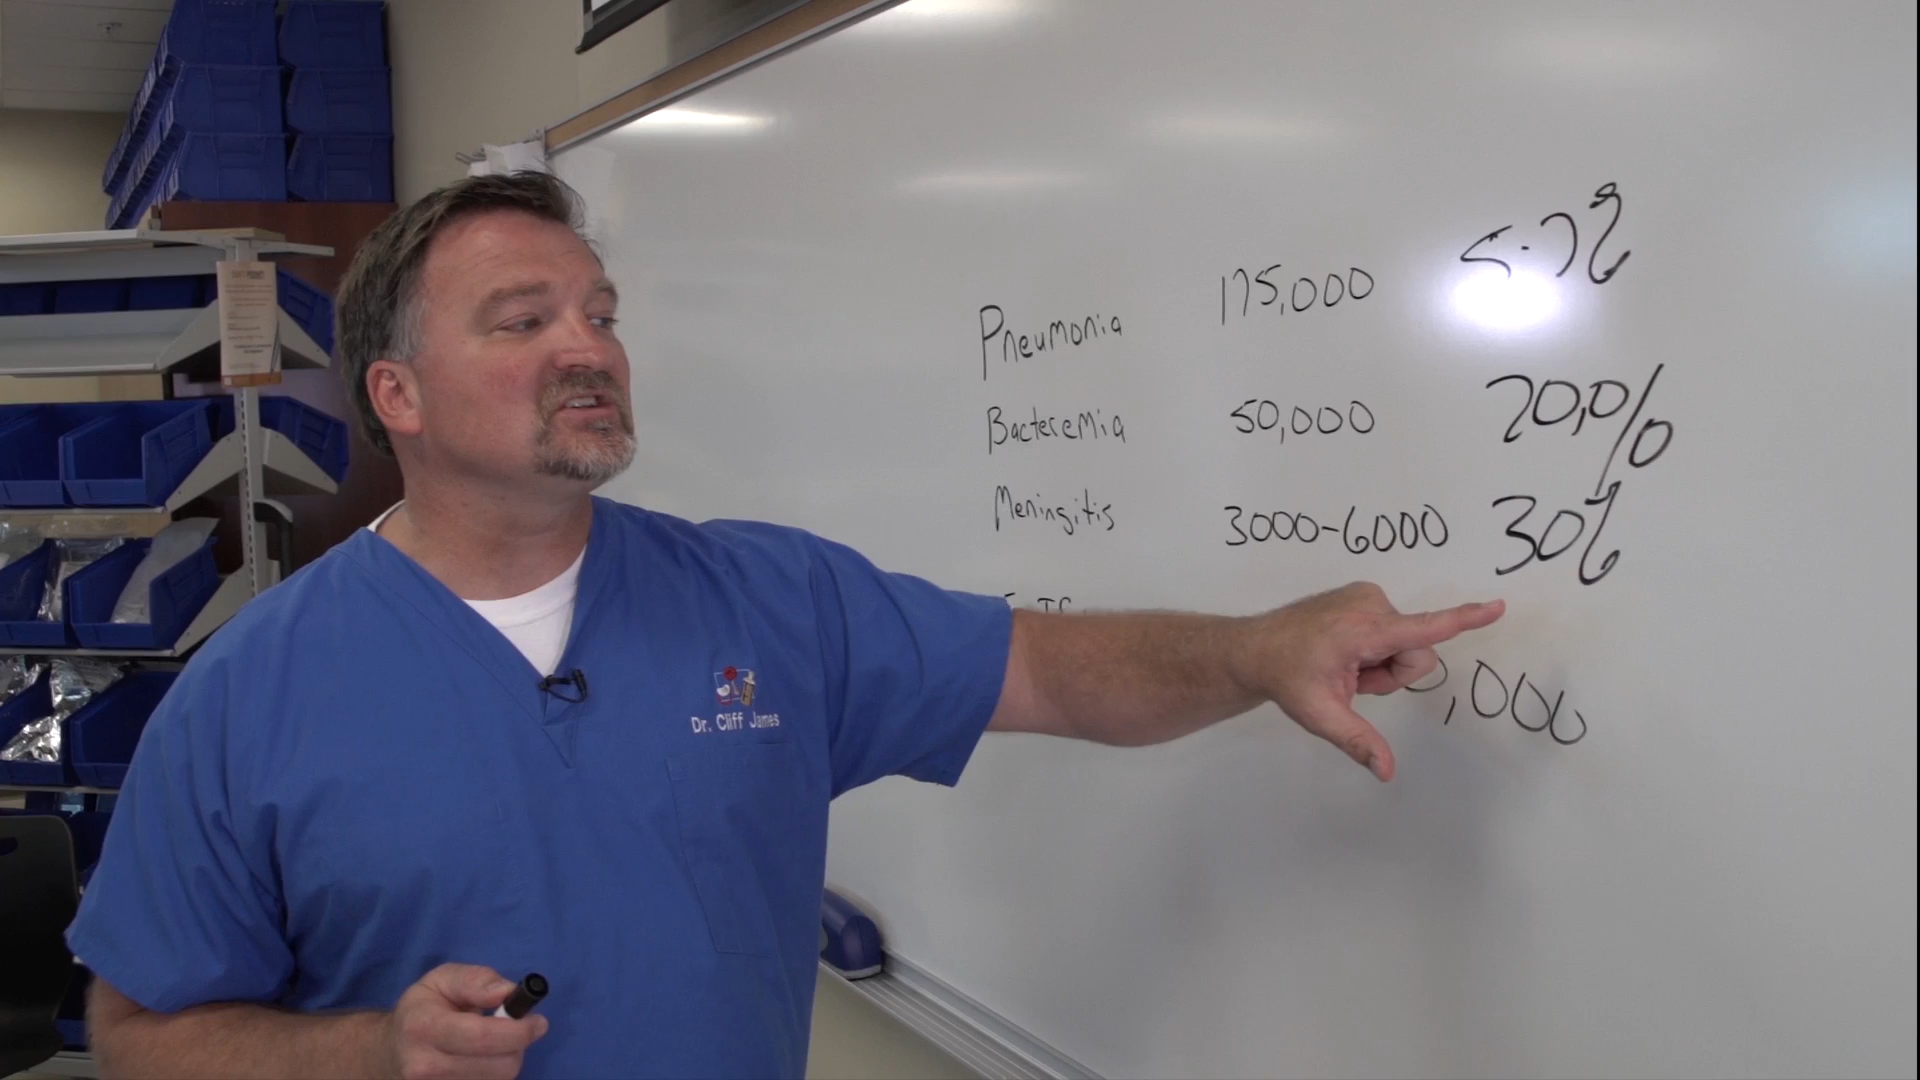 Pneumonia 175,000 5-7%
Bacteremia 50,000 20%
Meningitis 3000-6000 30%
,000
Dr. Cliff James